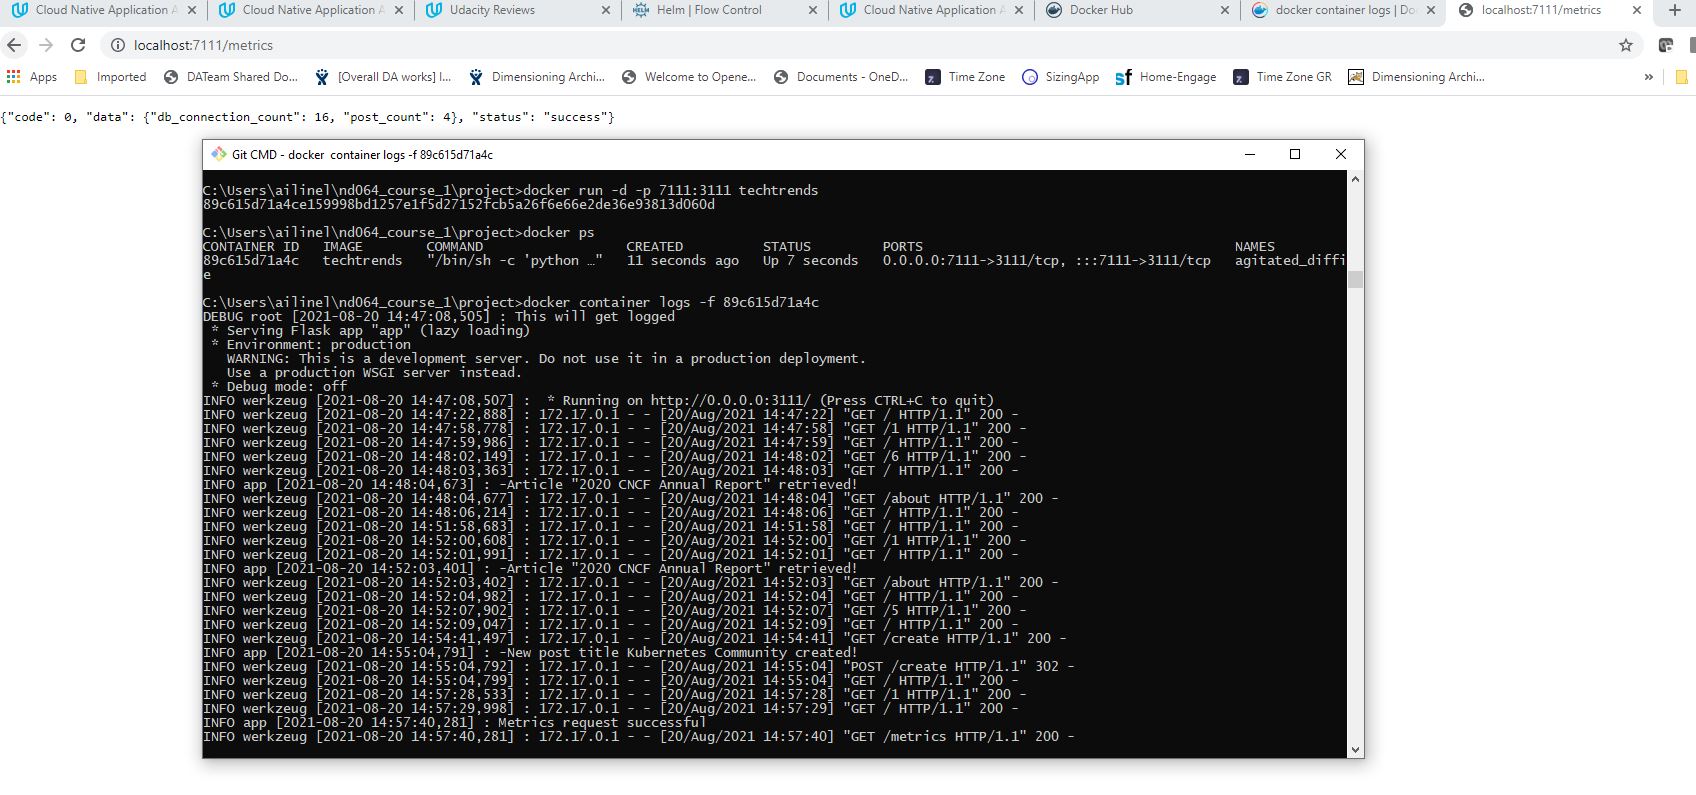 Cloud Native Application A
Cloud Native Application A
Udacity Reviews
Helm | Flow Control
Cloud Native Application A
Docker Hub
docker container logs | Do
localhost:7111/metrics
localhost:7111/metrics
Apps
Imported
DATeam Shared Do...
[Overall DA works] I...
Dimensioning Archi...
Welcome to Opene...
Documents - OneD...
Time Zone
SizingApp
Home-Engage
Time Zone GR
Dimensioning Archi...
{"code": 0, "data": {"db_connection_count": 16, "post_count": 4}, "status": "success"}
Git CMD - docker  container logs -f 89c615d71a4c
C:\Users\ailinel\nd064_course_1\project>docker run -d -p 7111:3111 techtrends
89c615d71a4ce159998bd1257e1f5d27152fcb5a26f6e66e2de36e93813d060d
C:\Users\ailinel\nd064_course_1\project>docker ps
CONTAINER ID   IMAGE        COMMAND                  CREATED          STATUS         PORTS                                       NAMES
89c615d71a4c   techtrends   "/bin/sh -c 'python …"   11 seconds ago   Up 7 seconds   0.0.0.0:7111->3111/tcp, :::7111->3111/tcp   agitated_diffi
e
C:\Users\ailinel\nd064_course_1\project>docker container logs -f 89c615d71a4c
DEBUG root [2021-08-20 14:47:08,505] : This will get logged
 * Serving Flask app "app" (lazy loading)
 * Environment: production
   WARNING: This is a development server. Do not use it in a production deployment.
   Use a production WSGI server instead.
 * Debug mode: off
INFO werkzeug [2021-08-20 14:47:08,507] :  * Running on http://0.0.0.0:3111/ (Press CTRL+C to quit)
INFO werkzeug [2021-08-20 14:47:22,888] : 172.17.0.1 - - [20/Aug/2021 14:47:22] "GET / HTTP/1.1" 200 -
INFO werkzeug [2021-08-20 14:47:58,778] : 172.17.0.1 - - [20/Aug/2021 14:47:58] "GET /1 HTTP/1.1" 200 -
INFO werkzeug [2021-08-20 14:47:59,986] : 172.17.0.1 - - [20/Aug/2021 14:47:59] "GET / HTTP/1.1" 200 -
INFO werkzeug [2021-08-20 14:48:02,149] : 172.17.0.1 - - [20/Aug/2021 14:48:02] "GET /6 HTTP/1.1" 200 -
INFO werkzeug [2021-08-20 14:48:03,363] : 172.17.0.1 - - [20/Aug/2021 14:48:03] "GET / HTTP/1.1" 200 -
INFO app [2021-08-20 14:48:04,673] : -Article "2020 CNCF Annual Report" retrieved!
INFO werkzeug [2021-08-20 14:48:04,677] : 172.17.0.1 - - [20/Aug/2021 14:48:04] "GET /about HTTP/1.1" 200 -
INFO werkzeug [2021-08-20 14:48:06,214] : 172.17.0.1 - - [20/Aug/2021 14:48:06] "GET / HTTP/1.1" 200 -
INFO werkzeug [2021-08-20 14:51:58,683] : 172.17.0.1 - - [20/Aug/2021 14:51:58] "GET / HTTP/1.1" 200 -
INFO werkzeug [2021-08-20 14:52:00,608] : 172.17.0.1 - - [20/Aug/2021 14:52:00] "GET /1 HTTP/1.1" 200 -
INFO werkzeug [2021-08-20 14:52:01,991] : 172.17.0.1 - - [20/Aug/2021 14:52:01] "GET / HTTP/1.1" 200 -
INFO app [2021-08-20 14:52:03,401] : -Article "2020 CNCF Annual Report" retrieved!
INFO werkzeug [2021-08-20 14:52:03,402] : 172.17.0.1 - - [20/Aug/2021 14:52:03] "GET /about HTTP/1.1" 200 -
INFO werkzeug [2021-08-20 14:52:04,982] : 172.17.0.1 - - [20/Aug/2021 14:52:04] "GET / HTTP/1.1" 200 -
INFO werkzeug [2021-08-20 14:52:07,902] : 172.17.0.1 - - [20/Aug/2021 14:52:07] "GET /5 HTTP/1.1" 200 -
INFO werkzeug [2021-08-20 14:52:09,047] : 172.17.0.1 - - [20/Aug/2021 14:52:09] "GET / HTTP/1.1" 200 -
INFO werkzeug [2021-08-20 14:54:41,497] : 172.17.0.1 - - [20/Aug/2021 14:54:41] "GET /create HTTP/1.1" 200 -
INFO app [2021-08-20 14:55:04,791] : -New post title Kubernetes Community created!
INFO werkzeug [2021-08-20 14:55:04,792] : 172.17.0.1 - - [20/Aug/2021 14:55:04] "POST /create HTTP/1.1" 302 -
INFO werkzeug [2021-08-20 14:55:04,799] : 172.17.0.1 - - [20/Aug/2021 14:55:04] "GET / HTTP/1.1" 200 -
INFO werkzeug [2021-08-20 14:57:28,533] : 172.17.0.1 - - [20/Aug/2021 14:57:28] "GET /1 HTTP/1.1" 200 -
INFO werkzeug [2021-08-20 14:57:29,998] : 172.17.0.1 - - [20/Aug/2021 14:57:29] "GET / HTTP/1.1" 200 -
INFO app [2021-08-20 14:57:40,281] : Metrics request successful
INFO werkzeug [2021-08-20 14:57:40,281] : 172.17.0.1 - - [20/Aug/2021 14:57:40] "GET /metrics HTTP/1.1" 200 -